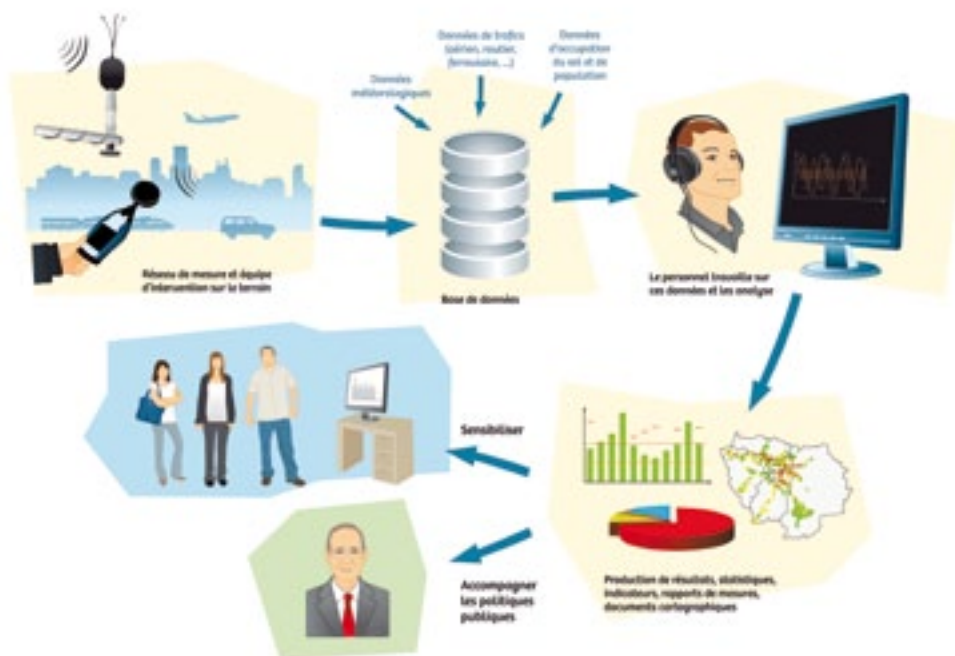 Données de trafics
(aérien, routier,
ferroviaire, ...)
Données
d'occupation
du sol et de
population
Données
météorologiques
Réseau de mesure et équipe
d'intervention sur le terrain
Base de données
Le personnel travaille sur
ces données et les analyse
Sensibiliser
Accompagner
les politiques
publiques
Production de résultats, statistiques,
indicateurs, rapports de mesures,
documents cartographiques